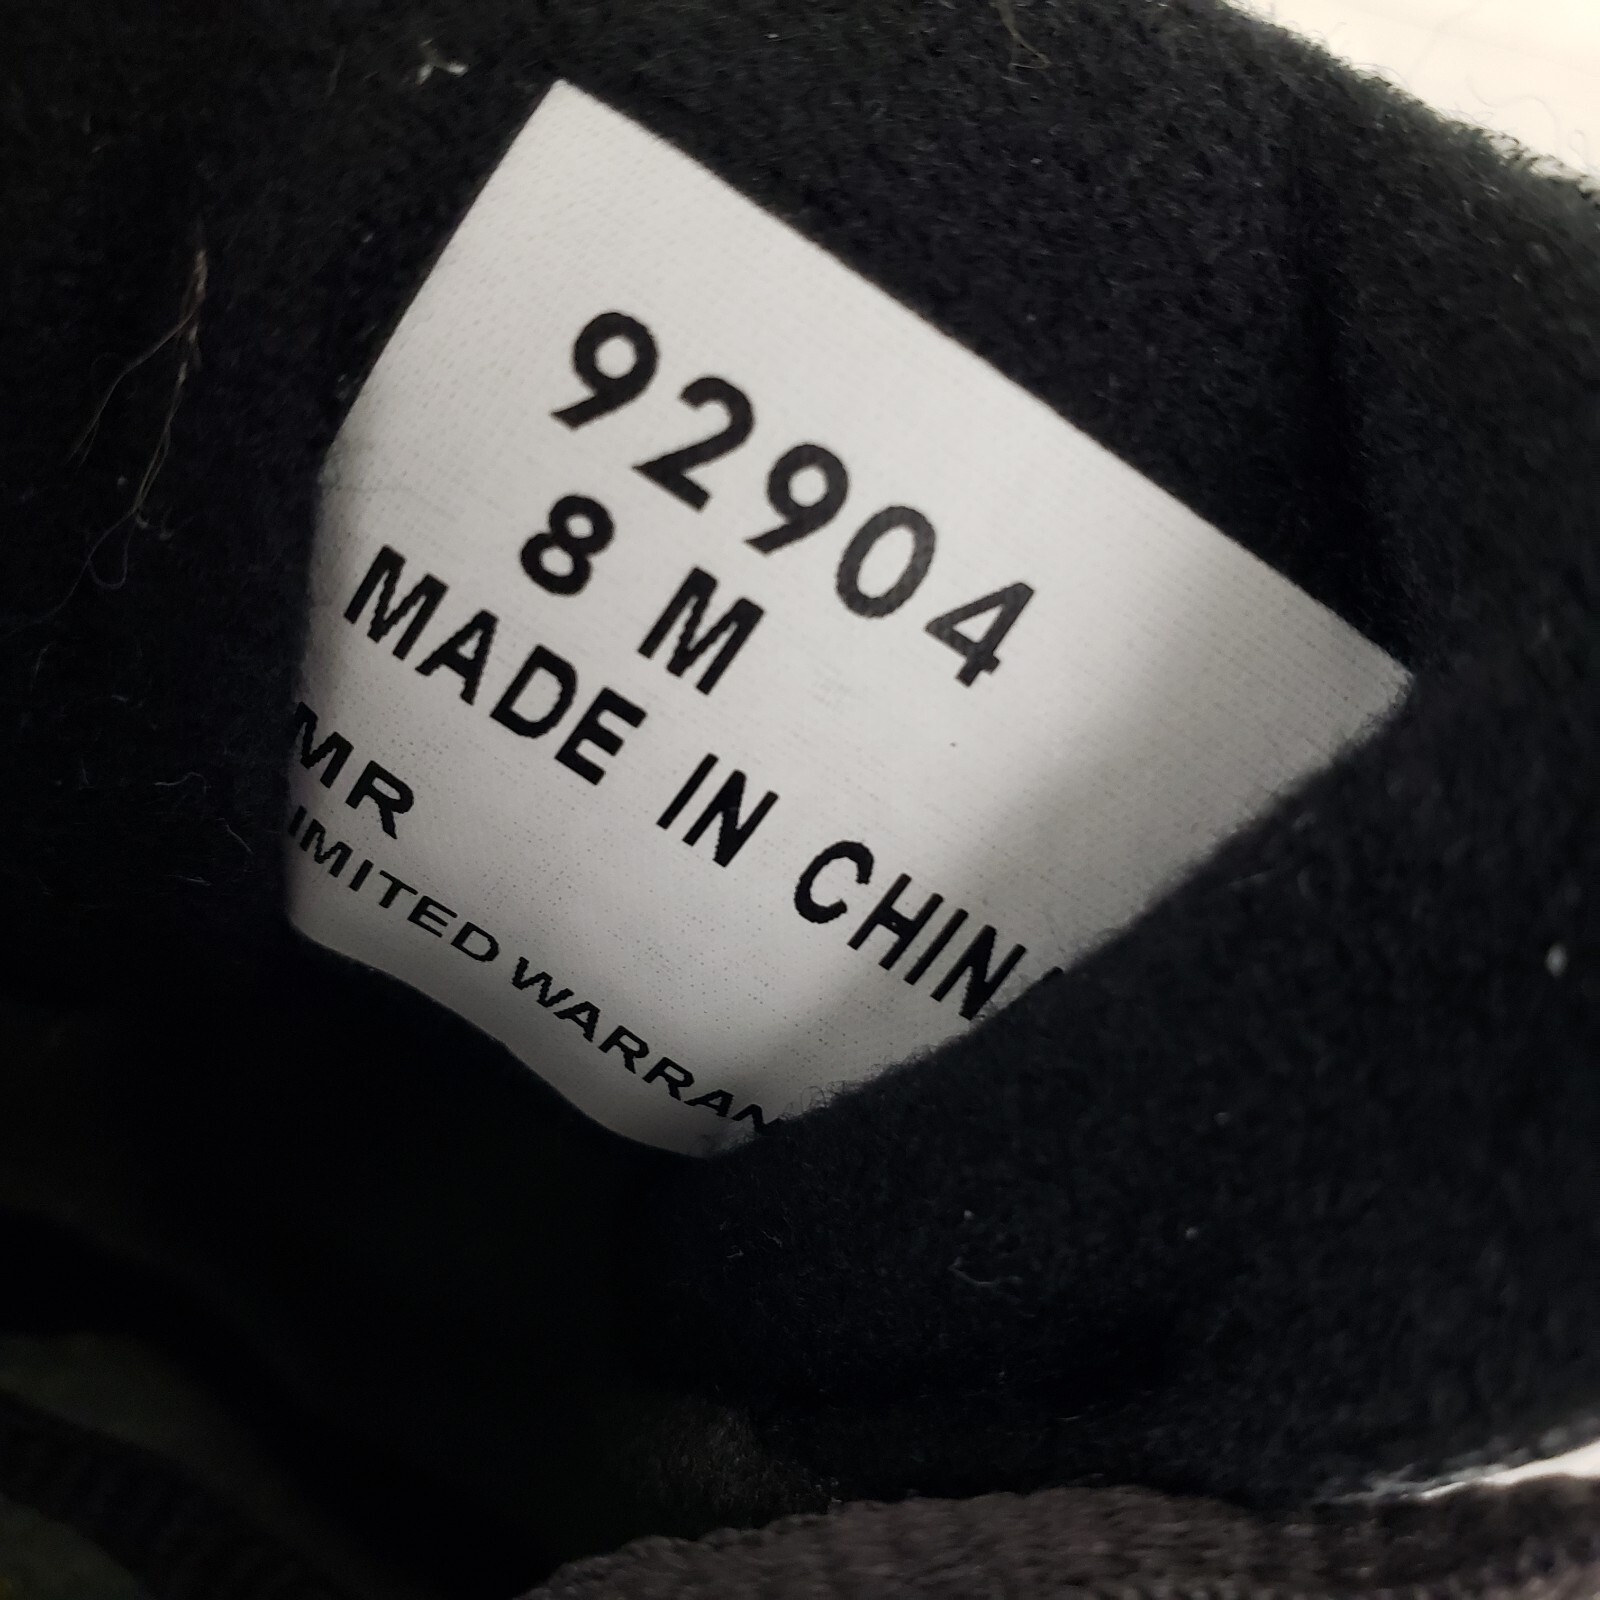 92904
8 M
MADE IN CHIN
MR
IMITED WARRAN